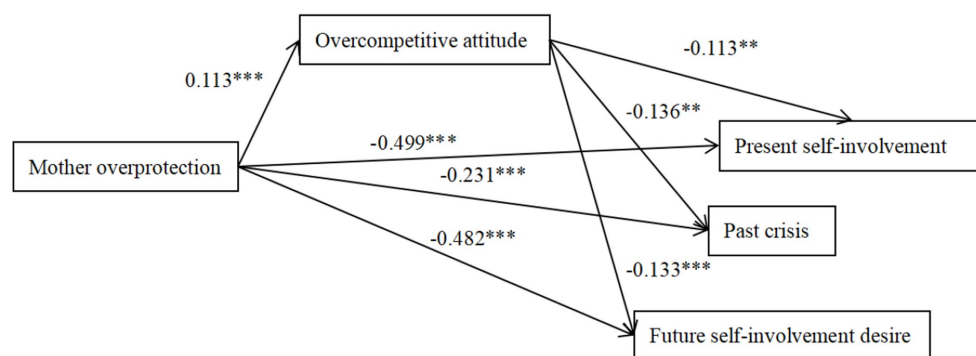 Overcompetitive attitude
-0.113**
0.113***
-0.136**
-0.499***
Present self-involvement
Mother overprotection
-0.231***
Past crisis
-0.482***
-0.133***
Future self-involvement desire